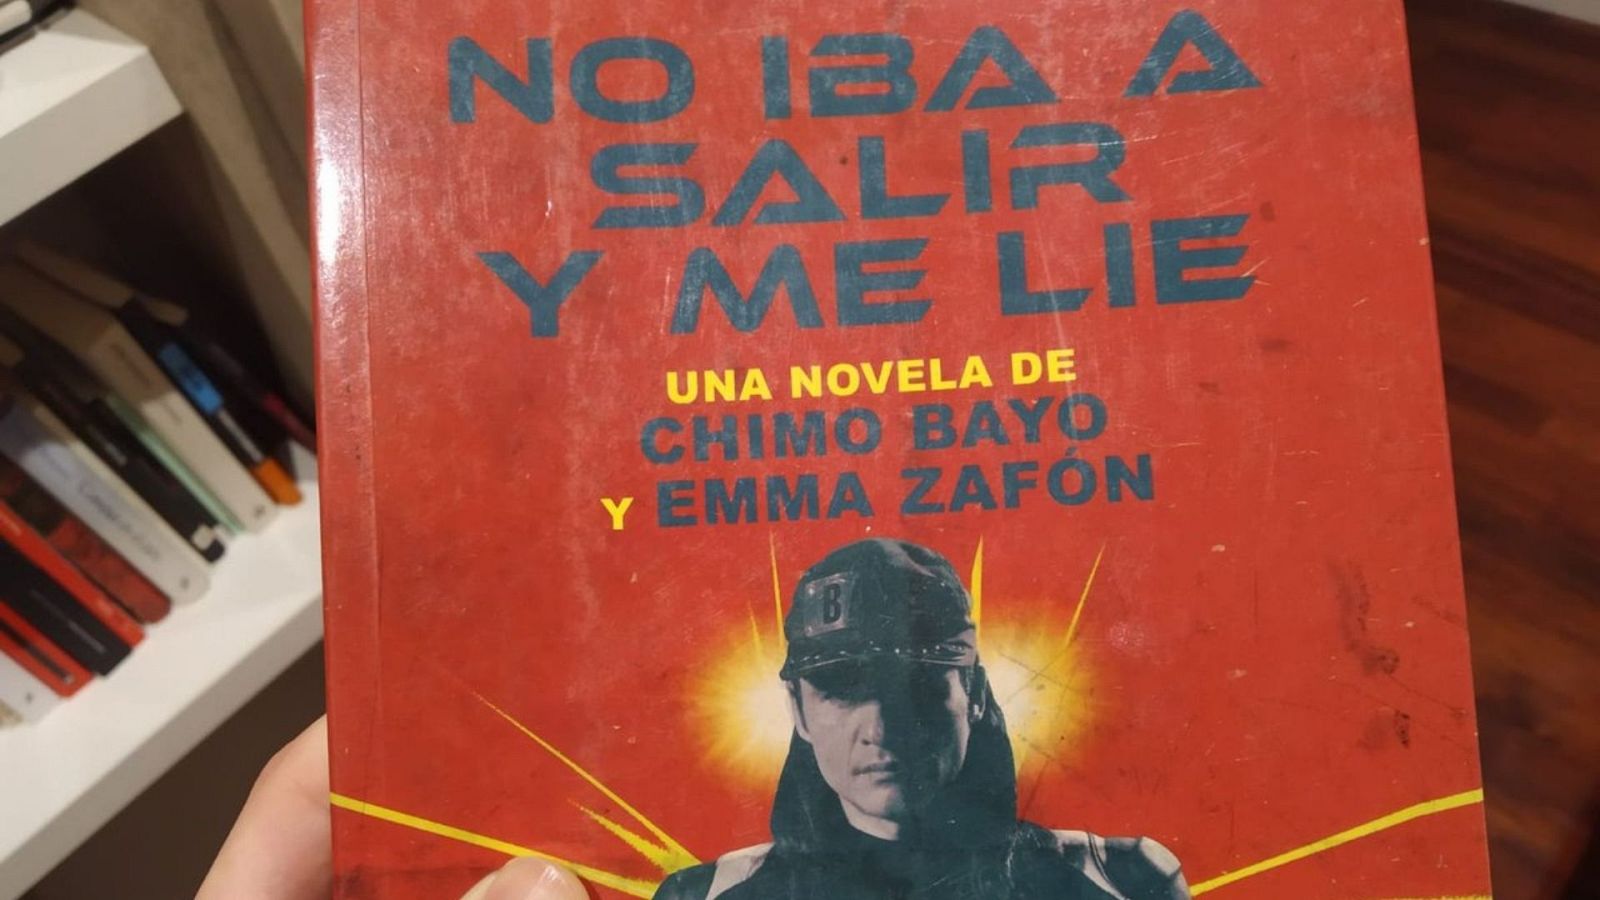 NO IBA A
SALIR
Y ME LIE
UNA NOVELA DE
CHIMO BAYO
Y EMMA ZAFÓN
B